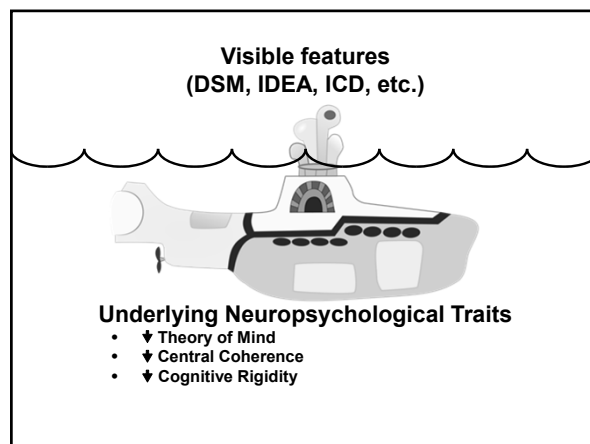 Visible features
(DSM, IDEA, ICD, etc.)
Underlying Neuropsychological Traits
• ↓ Theory of Mind
• ↓ Central Coherence
• ↓ Cognitive Rigidity